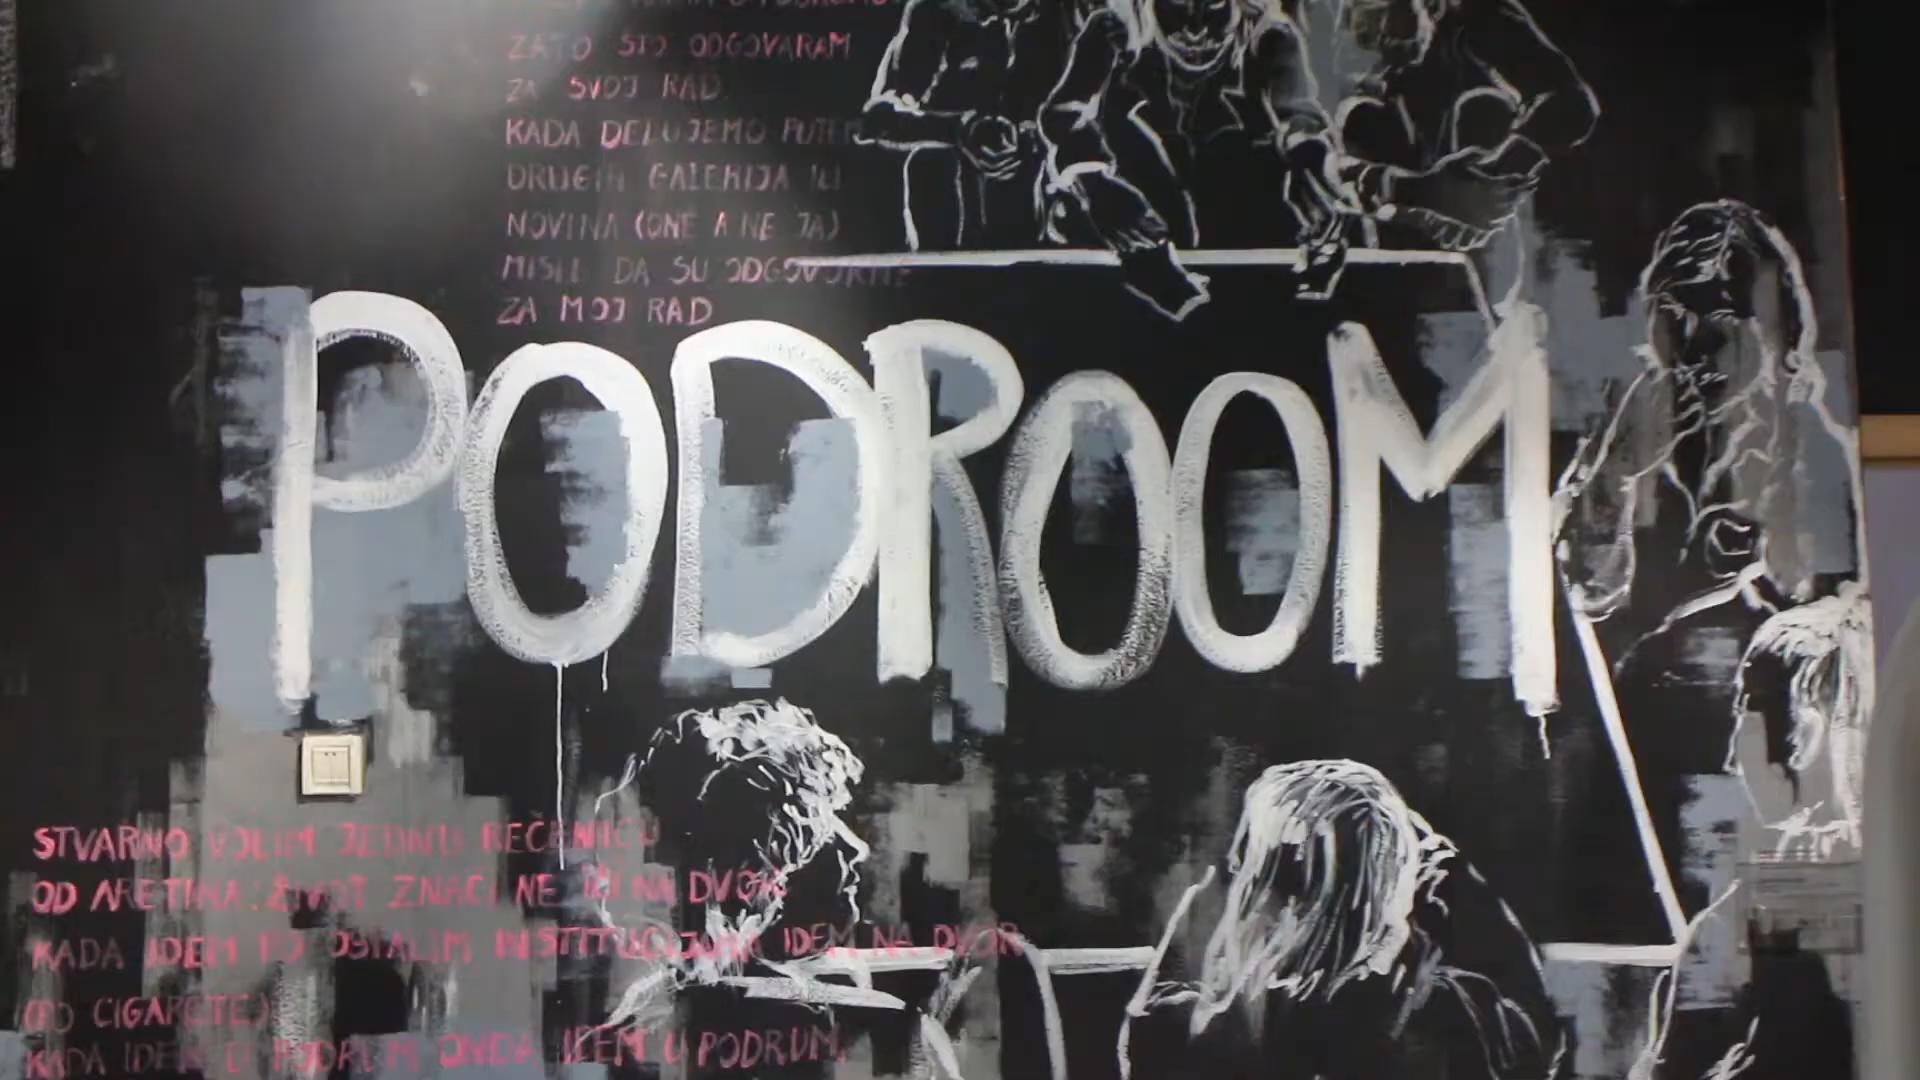 ZATO ŠTO ODGOVARAM
ZA SVOJ RAD.
KADA DELUJEMO PUTEM
DRUGIH GALERIJA ILI
NOVINA (ONE A NE JA)
MISLE DA SU ODGOVORNE
ZA MOJ RAD
PODROOM
STVARNO VOLIM JEDNU REČENICU
OD ARETINA: ŽIVOT ZNAČI NE IĆI NA DVOR
KADA IDEM PO OSTALIM INSTITUCIJAMA IDEM NA DVOR
(PO CIGARETE)
KADA IDEM U PODRUM ONDA IDEM U PODRUM.